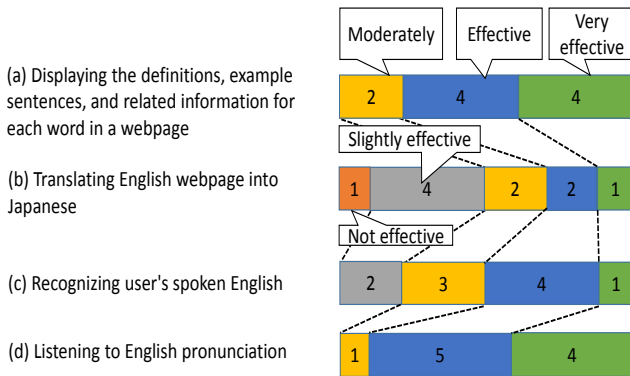 Moderately
Effective
Very
effective
(a) Displaying the definitions, example
sentences, and related information for
each word in a webpage
2 4 4
Slightly effective
(b) Translating English webpage into
Japanese
1 4 2 2 1
Not effective
(c) Recognizing user's spoken English
2 3 4 1
(d) Listening to English pronunciation
1 5 4